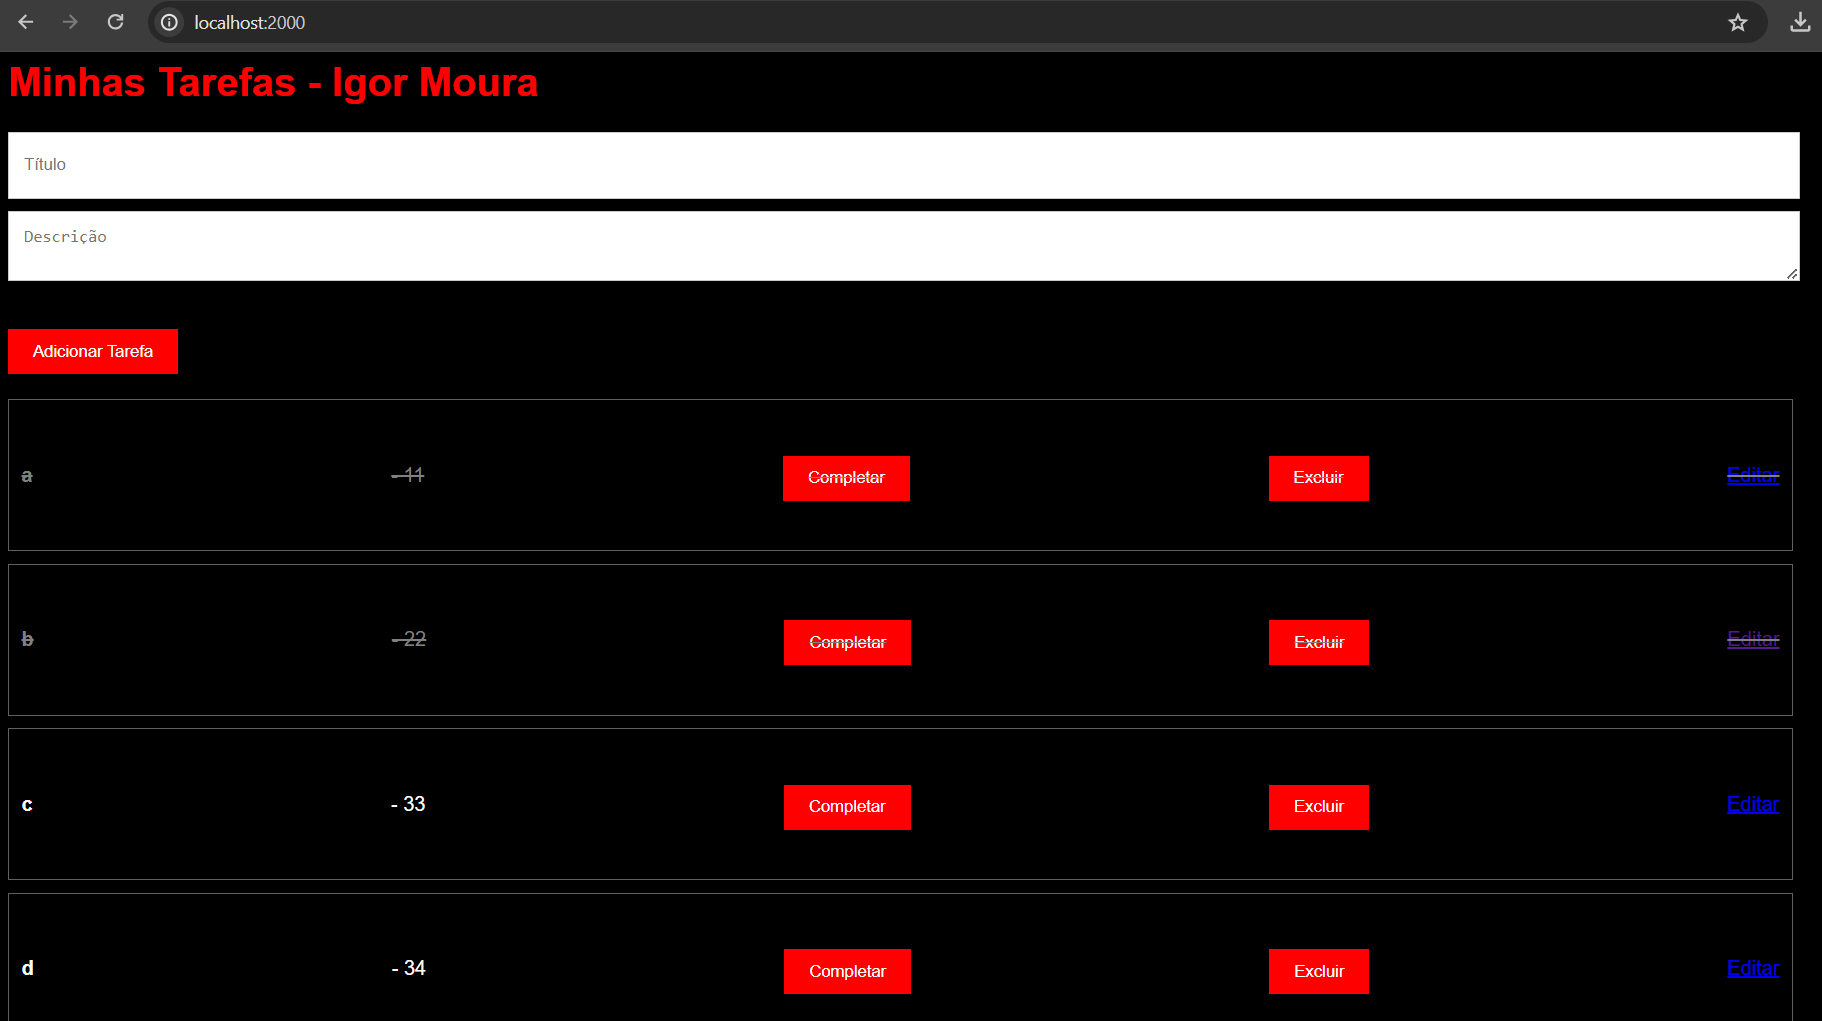 localhost:2000
Minhas Tarefas - Igor Moura
Título
Descrição
Adicionar Tarefa
a - 11 Completar Excluir Editar
b - 22 Completar Excluir Editar
c - 33 Completar Excluir Editar
d - 34 Completar Excluir Editar